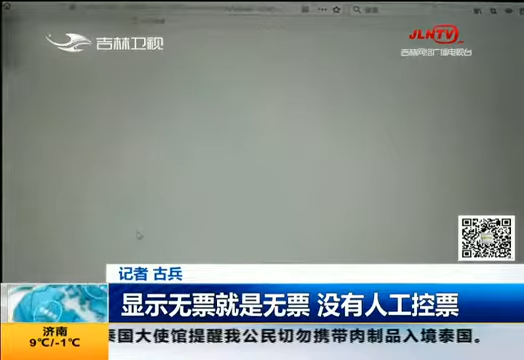 吉林卫视
JLNTV
吉林网络广播电视台
记者 古兵
显示无票就是无票 没有人工控票
济南
9℃/-1℃
泰国大使馆提醒我公民切勿携带肉制品入境泰国。